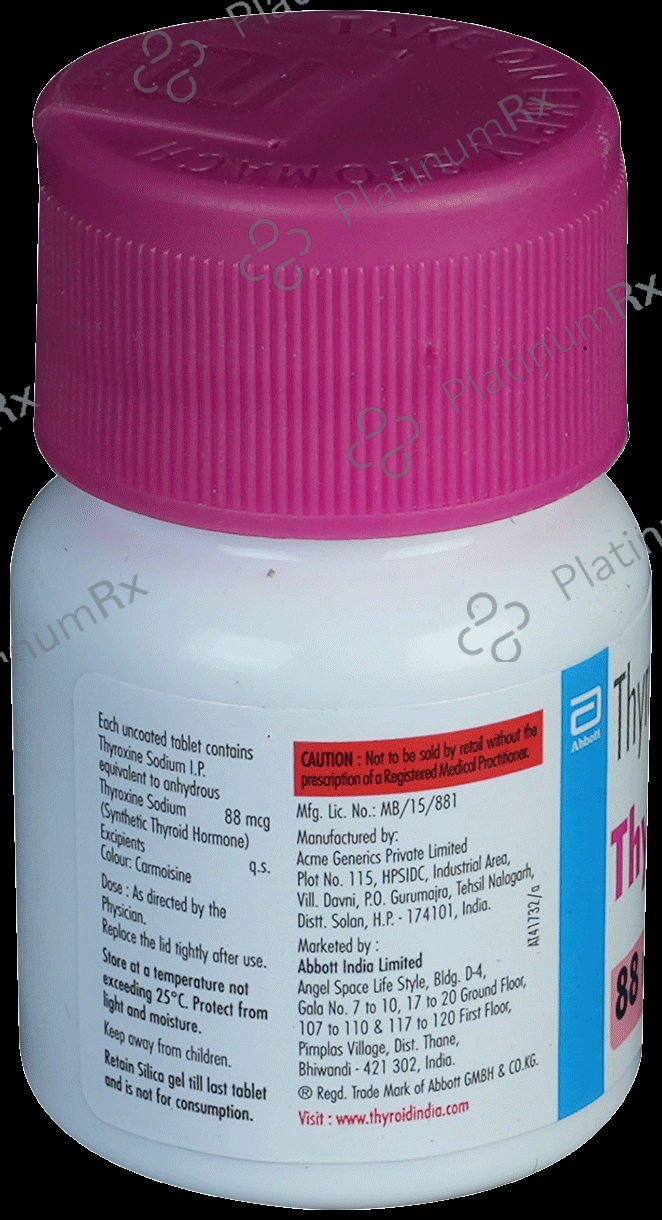 TAKE ON EMPTY
STOMACH
PlatinumRx
PlatinumRx
PlatinumRx
Each uncoated tablet contains
Thyroxine Sodium I.P.
equivalent to anhydrous
Thyroxine Sodium 88 mcg
(Synthetic Thyroid Hormone)
Excipients q.s.
Colour: Carmoisine
Dose : As directed by the
Physician.
Replace the lid tightly after use.
Store at a temperature not
exceeding 25°C. Protect from
light and moisture.
Keep away from children.
Retain Silica gel till last tablet
and is not for consumption.
CAUTION : Not to be sold by retail without the
prescription of a Registered Medical Practitioner.
Mfg. Lic. No.: MB/15/881
Manufactured by:
Acme Generics Private Limited
Plot No. 115, HPSIDC, Industrial Area,
Vill. Davni, P.O. Gurumajra, Tehsil Nalagarh,
Distt. Solan, H.P. - 174101, India.
Marketed by :
Abbott India Limited
Angel Space Life Style, Bldg. D-4,
Gala No. 7 to 10, 17 to 20 Ground Floor,
107 to 110 & 117 to 120 First Floor,
Pimplas Village, Dist. Thane,
Bhiwandi - 421 302, India.
® Regd. Trade Mark of Abbott GMBH & CO.KG.
Visit : www.thyroidindia.com
AI41732/a
Abbott
Thy
88